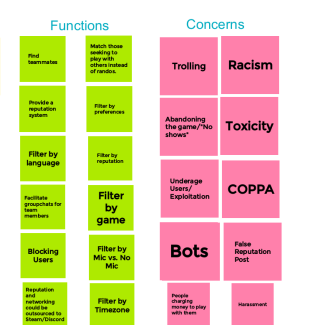 Functions
Concerns
Find
teammates
Match those
seeking to
play with
others instead
of randos.
Trolling
Racism
Provide a
reputation
system
Filter by
preferences
Abandoning
the game/"No
shows"
Toxicity
Filter by
language
Filter by
reputation
Underage
Users/
Exploitation
COPPA
Facilitate
groupchats for
team
members
Filter
by
game
Blocking
Users
Filter by
Mic vs. No
Mic
Bots
False
Reputation
Post
Reputation
and
networking
could be
outsourced to
Steam/Discord
Filter by
Timezone
People
charging
money to play
with them
Harassment